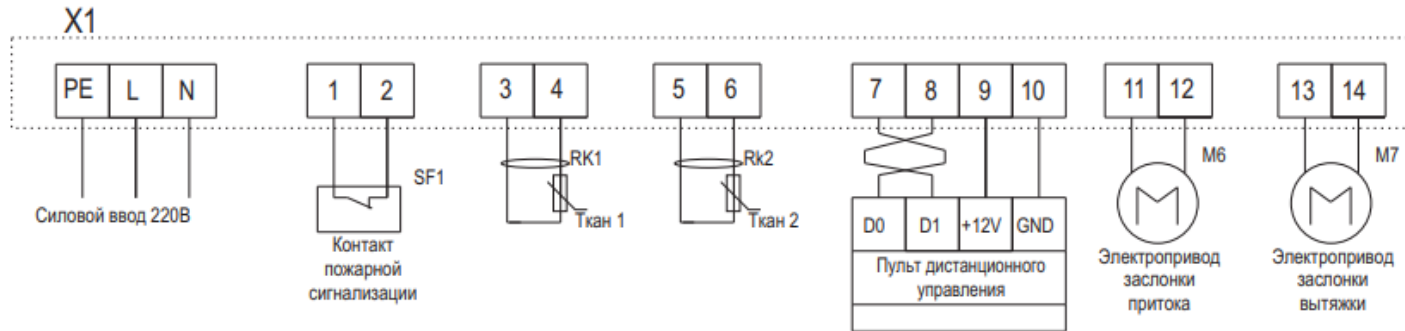 X1
PE L N 1 2 3 4 5 6 7 8 9 10 11 12 13 14
SF1 RK1 Rk2 M6 M7
Силовой ввод 220В
Ткан 1 Ткан 2
D0 D1 +12V GND
M M
Контакт
пожарной
сигнализации
Пульт дистанционного
управления
Электропривод
заслонки
притока
Электропривод
заслонки
вытяжки